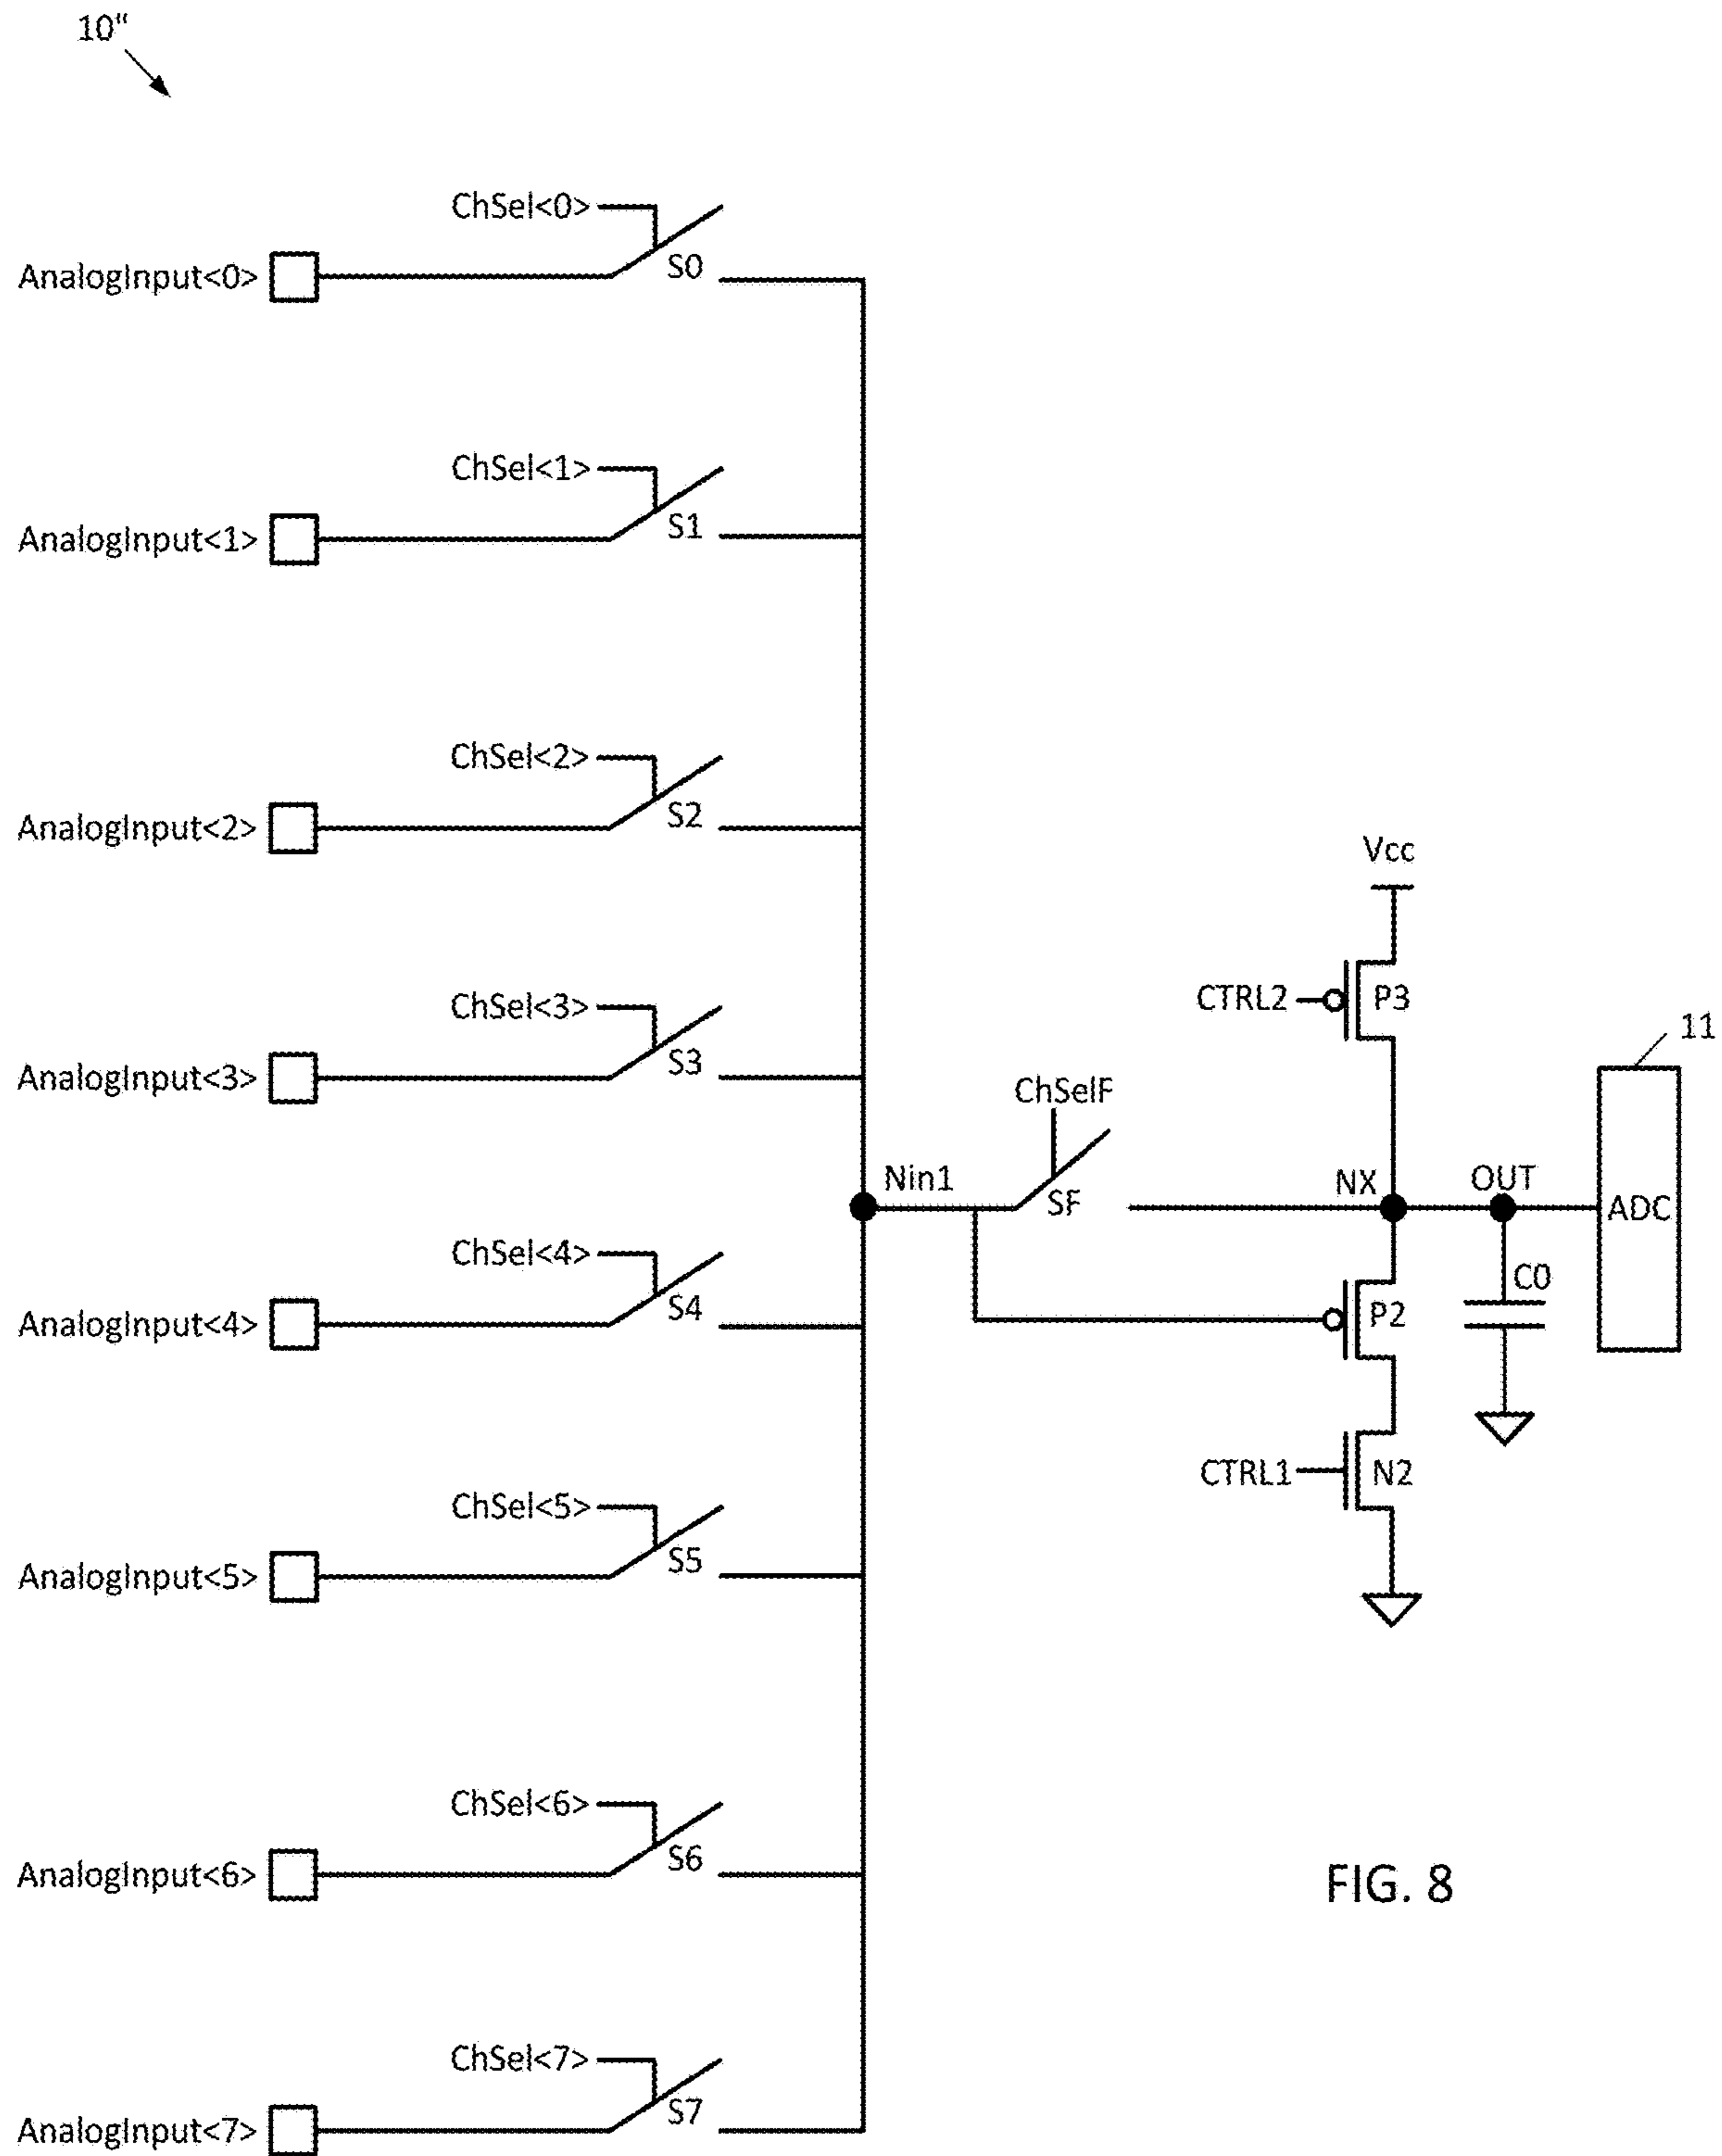 10"
ChSel<0>
S0
AnalogInput<0>
ChSel<1>
S1
AnalogInput<1>
ChSel<2>
S2
AnalogInput<2>
Vcc
ChSel<3>
CTRL2
P3
S3
AnalogInput<3>
11
ChSelF
Nin1
SF
NX
OUT
ADC
ChSel<4>
C0
S4
P2
AnalogInput<4>
CTRL1
N2
ChSel<5>
S5
AnalogInput<5>
ChSel<6>
S6
AnalogInput<6>
FIG. 8
ChSel<7>
S7
AnalogInput<7>